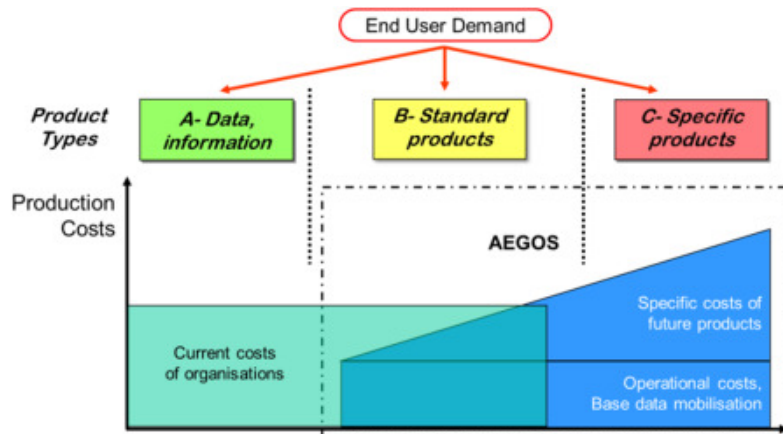 End User Demand
Product
Types
A- Data,
information
B- Standard
products
C- Specific
products
Production
Costs
AEGOS
Specific costs of
future products
Current costs
of organisations
Operational costs,
Base data mobilisation